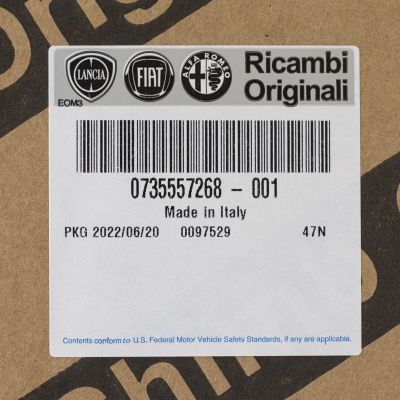 LANCIA FIAT ALFA ROMEO Ricambi
Originali
EOM3
0735557268 - 001
Made in Italy
PKG 2022/06/20 0097529 47N
Contents conform to U.S. Federal Motor Vehicle Safety Standards, if any are applicable.